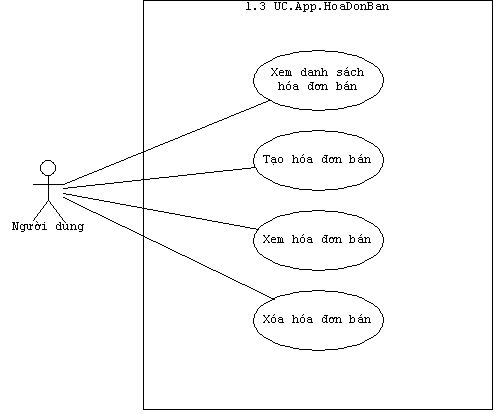 1.3 UC.App.HoaDonBan
Xem danh sách
hóa đơn bán
Tạo hóa đơn bán
Người dùng
Xem hóa đơn bán
Xóa hóa đơn bán